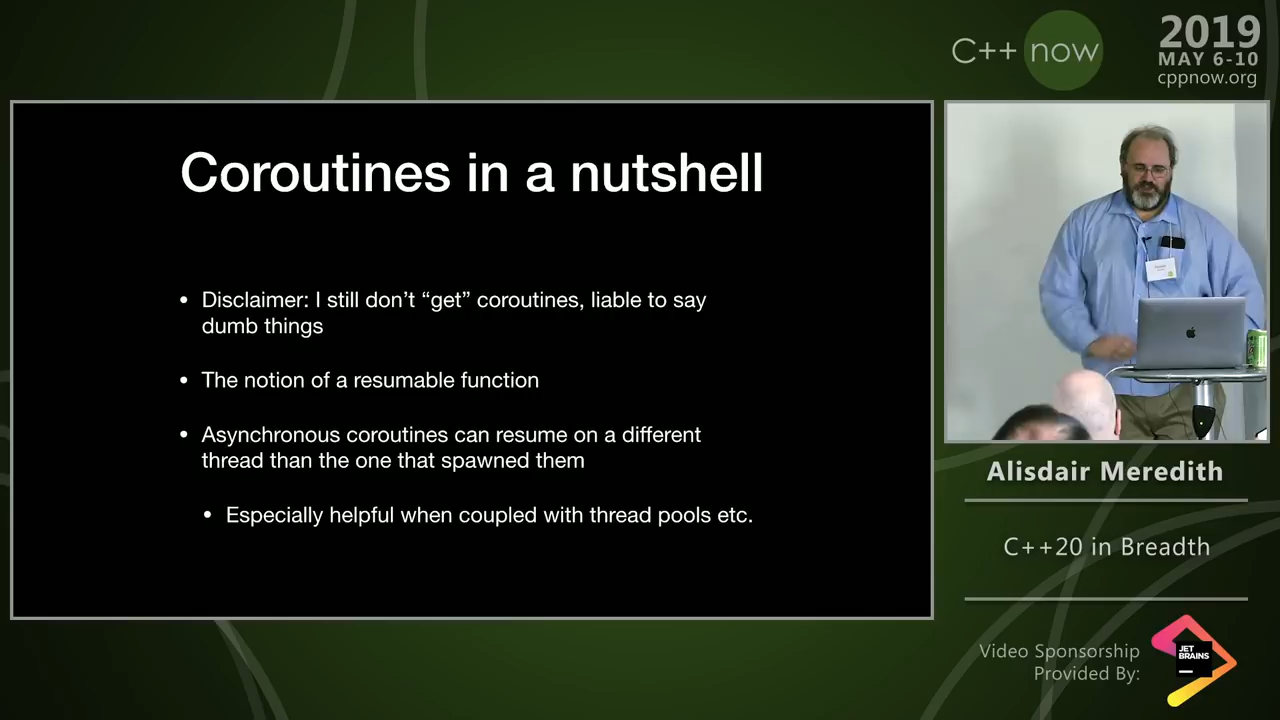 C++ now
2019
MAY 6-10
cppnow.org
Coroutines in a nutshell
• Disclaimer: I still don’t “get” coroutines, liable to say
dumb things
• The notion of a resumable function
• Asynchronous coroutines can resume on a different
thread than the one that spawned them
• Especially helpful when coupled with thread pools etc.
Alisdair Meredith
C++20 in Breadth
Video Sponsorship
Provided By:
JET
BRAINS